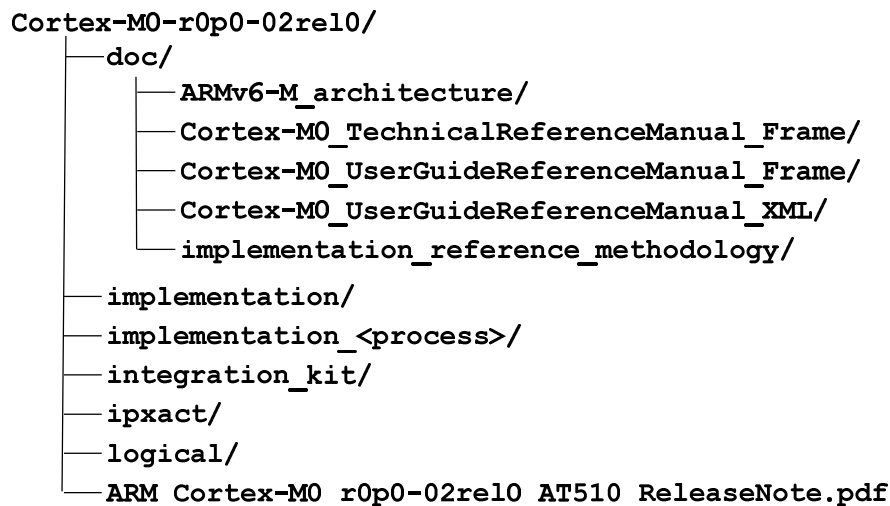 Cortex-M0-r0p0-02rel0/
doc/
ARMv6-M_architecture/
Cortex-M0_TechnicalReferenceManual_Frame/
Cortex-M0_UserGuideReferenceManual_Frame/
Cortex-M0_UserGuideReferenceManual_XML/
implementation_reference_methodology/
implementation/
implementation_<process>/
integration_kit/
ipxact/
logical/
ARM Cortex-M0 r0p0-02rel0 AT510 ReleaseNote.pdf